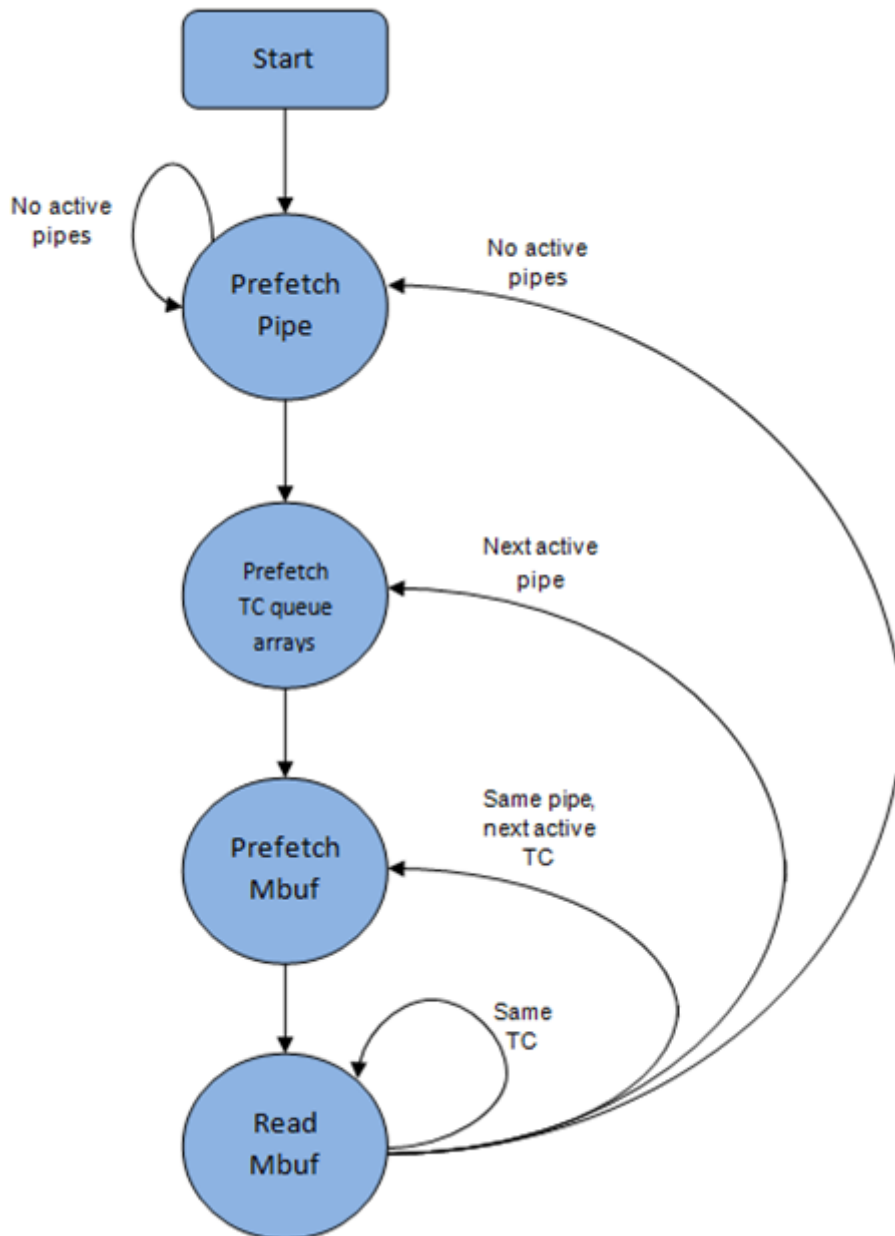 Start
No active
pipes
No active
pipes
Prefetch
Pipe
Next active
pipe
Prefetch
TC queue
arrays
Same pipe,
next active
TC
Prefetch
Mbuf
Same
TC
Read
Mbuf